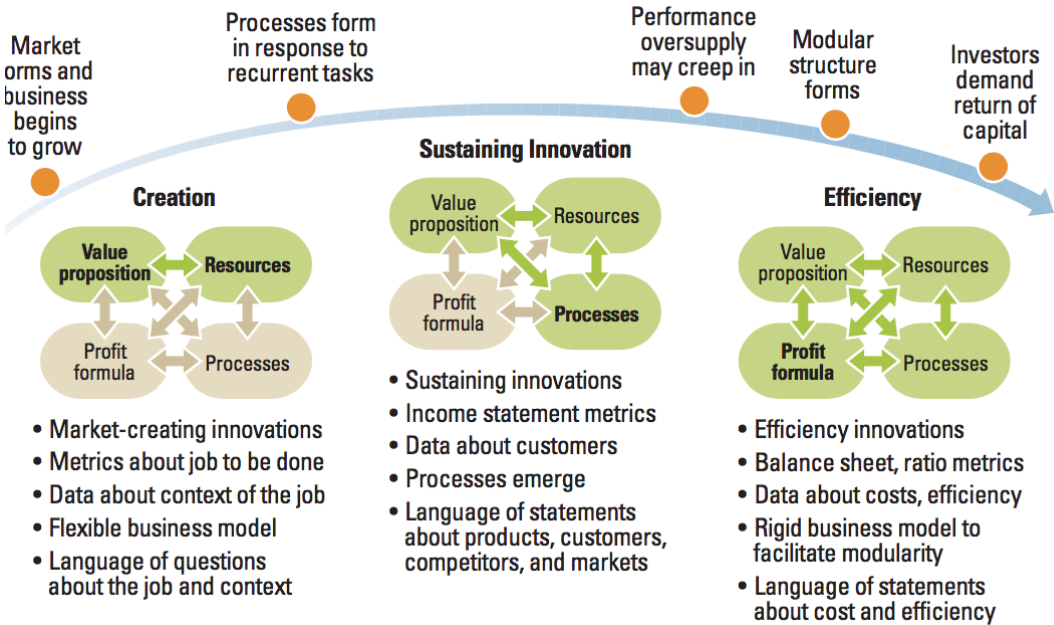 Market
orms and
business
begins
to grow
Processes form
in response to
recurrent tasks
Performance
oversupply
may creep in
Modular
structure
forms
Investors
demand
return of
capital
Creation
Value
proposition
Resources
Profit
formula
Processes
• Market-creating innovations
• Metrics about job to be done
• Data about context of the job
• Flexible business model
• Language of questions
about the job and context
Sustaining Innovation
Value
proposition
Resources
Profit
formula
Processes
• Sustaining innovations
• Income statement metrics
• Data about customers
• Processes emerge
• Language of statements
about products, customers,
competitors, and markets
Efficiency
Value
proposition
Resources
Profit
formula
Processes
• Efficiency innovations
• Balance sheet, ratio metrics
• Data about costs, efficiency
• Rigid business model to
facilitate modularity
• Language of statements
about cost and efficiency